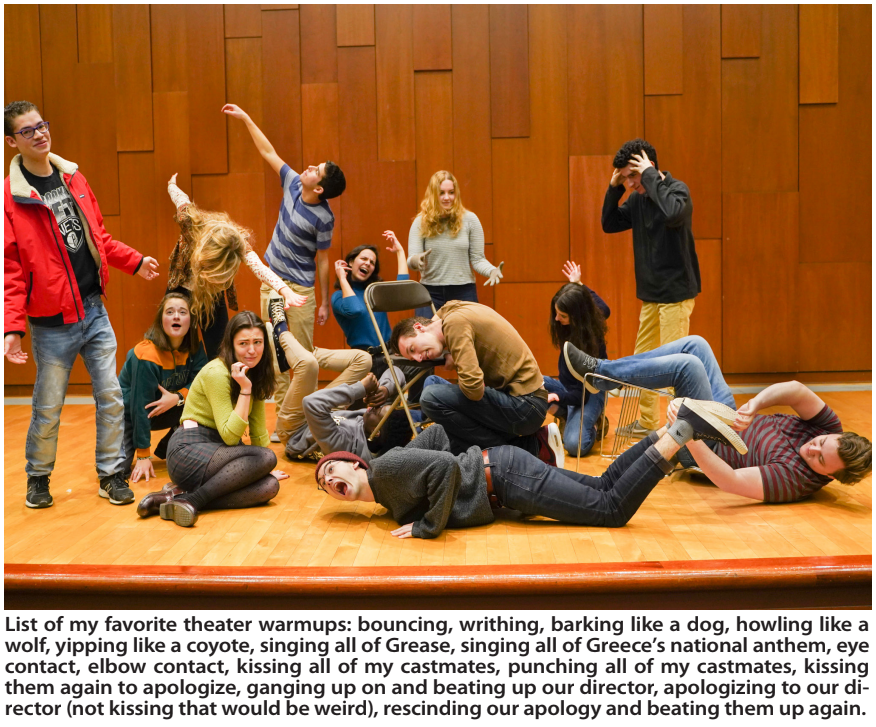 NETS
List of my favorite theater warmups: bouncing, writhing, barking like a dog, howling like a
wolf, yipping like a coyote, singing all of Grease, singing all of Greece's national anthem, eye
contact, elbow contact, kissing all of my castmates, punching all of my castmates, kissing
them again to apologize, ganging up on and beating up our director, apologizing to our di-
rector (not kissing that would be weird), rescinding our apology and beating them up again.